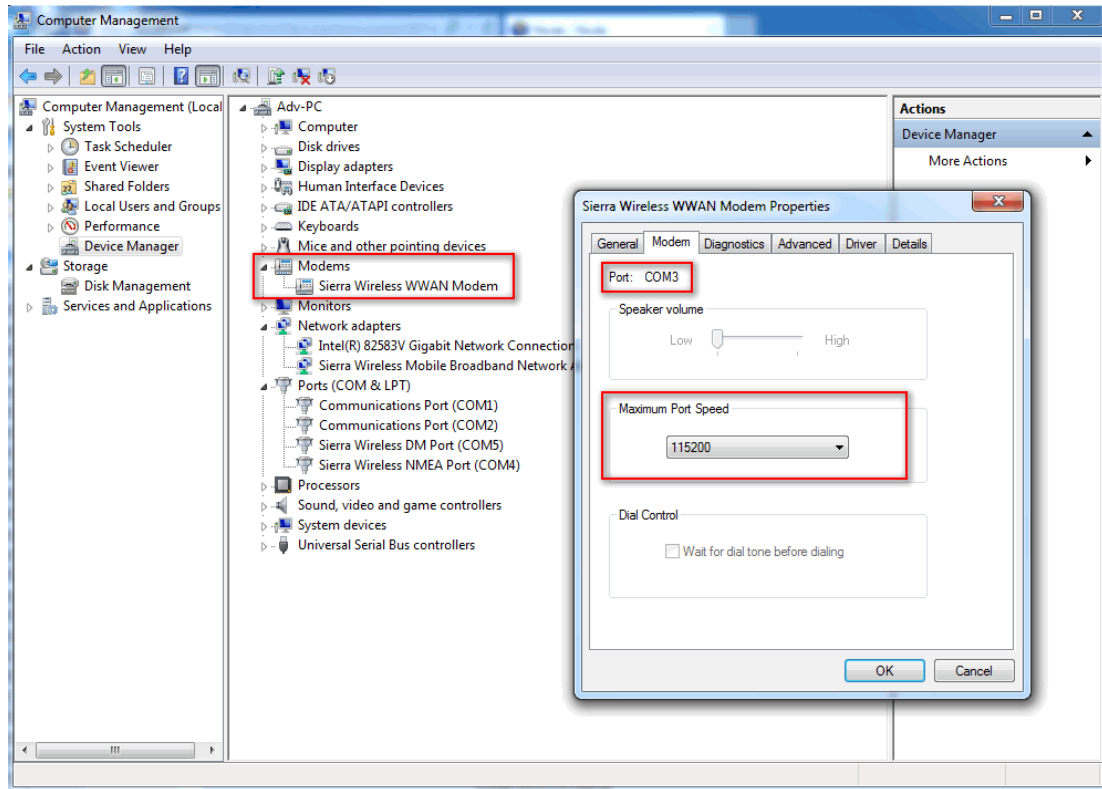 Computer Management
File Action View Help
Computer Management (Local
System Tools
Task Scheduler
Event Viewer
Shared Folders
Local Users and Groups
Performance
Device Manager
Storage
Disk Management
Services and Applications
Adv-PC
Computer
Disk drives
Display adapters
Human Interface Devices
IDE ATA/ATAPI controllers
Keyboards
Mice and other pointing devices
Modems
Sierra Wireless WWAN Modem
Monitors
Network adapters
Intel(R) 82583V Gigabit Network Connection
Sierra Wireless Mobile Broadband Network
Ports (COM & LPT)
Communications Port (COM1)
Communications Port (COM2)
Sierra Wireless DM Port (COM5)
Sierra Wireless NMEA Port (COM4)
Processors
Sound, video and game controllers
System devices
Universal Serial Bus controllers
Actions
Device Manager
More Actions
Sierra Wireless WWAN Modem Properties
General Modem Diagnostics Advanced Driver Details
Port: COM3
Speaker volume
Low High
Maximum Port Speed
115200
Dial Control
Wait for dial tone before dialing
OK Cancel